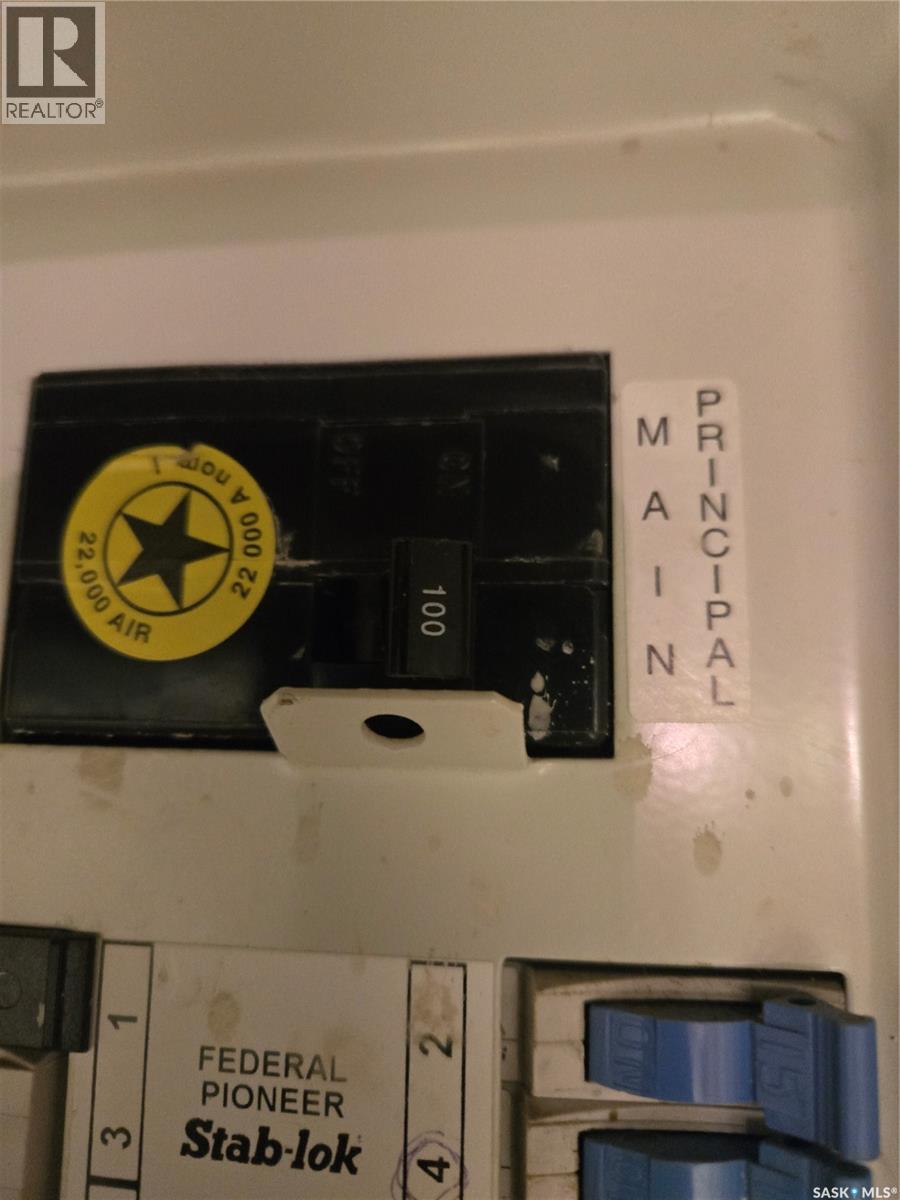 R
REALTOR®
OFF
ON
22 000 A nom I
22,000 AIR
100
MAIN
PRINCIPAL
1
2
3
4
FEDERAL
PIONEER
Stab-lok
ON
15
SASK MLS®